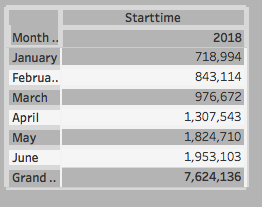 Starttime
Month .. 2018
January 718,994
Februa.. 843,114
March 976,672
April 1,307,543
May 1,824,710
June 1,953,103
Grand .. 7,624,136